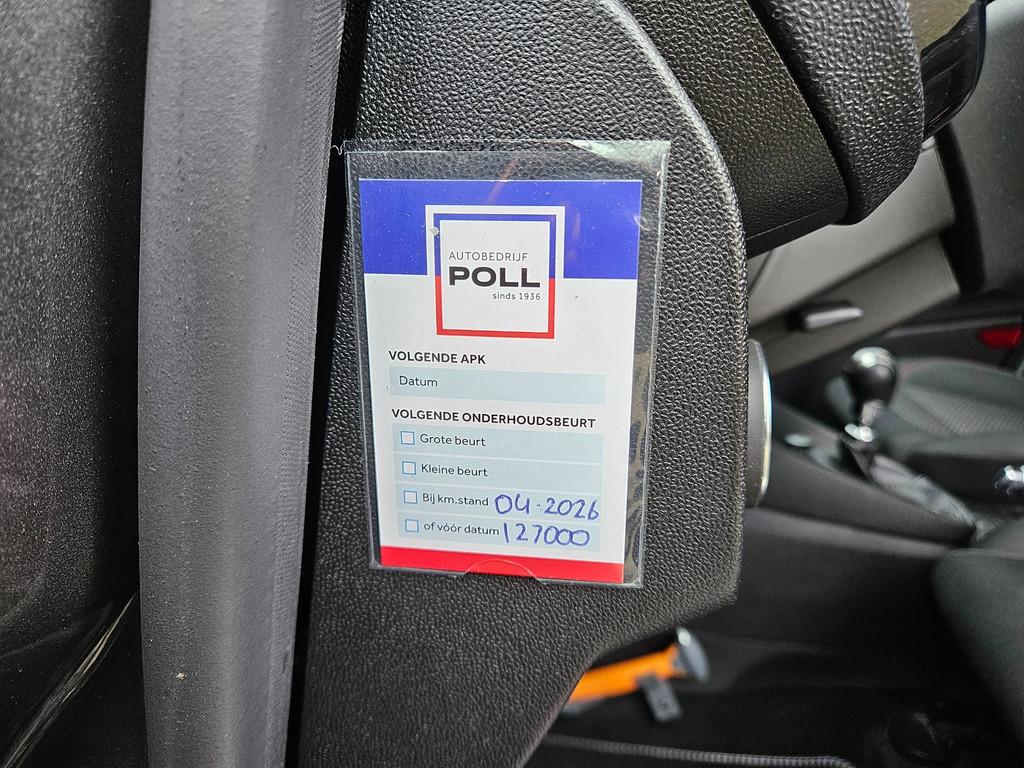 AUTOBEDRIJF
POLL
sinds 1936
VOLGENDE APK
Datum
VOLGENDE ONDERHOUDSBEURT
Grote beurt
Kleine beurt
Bij km.stand 04-2026
of vóór datum 127000